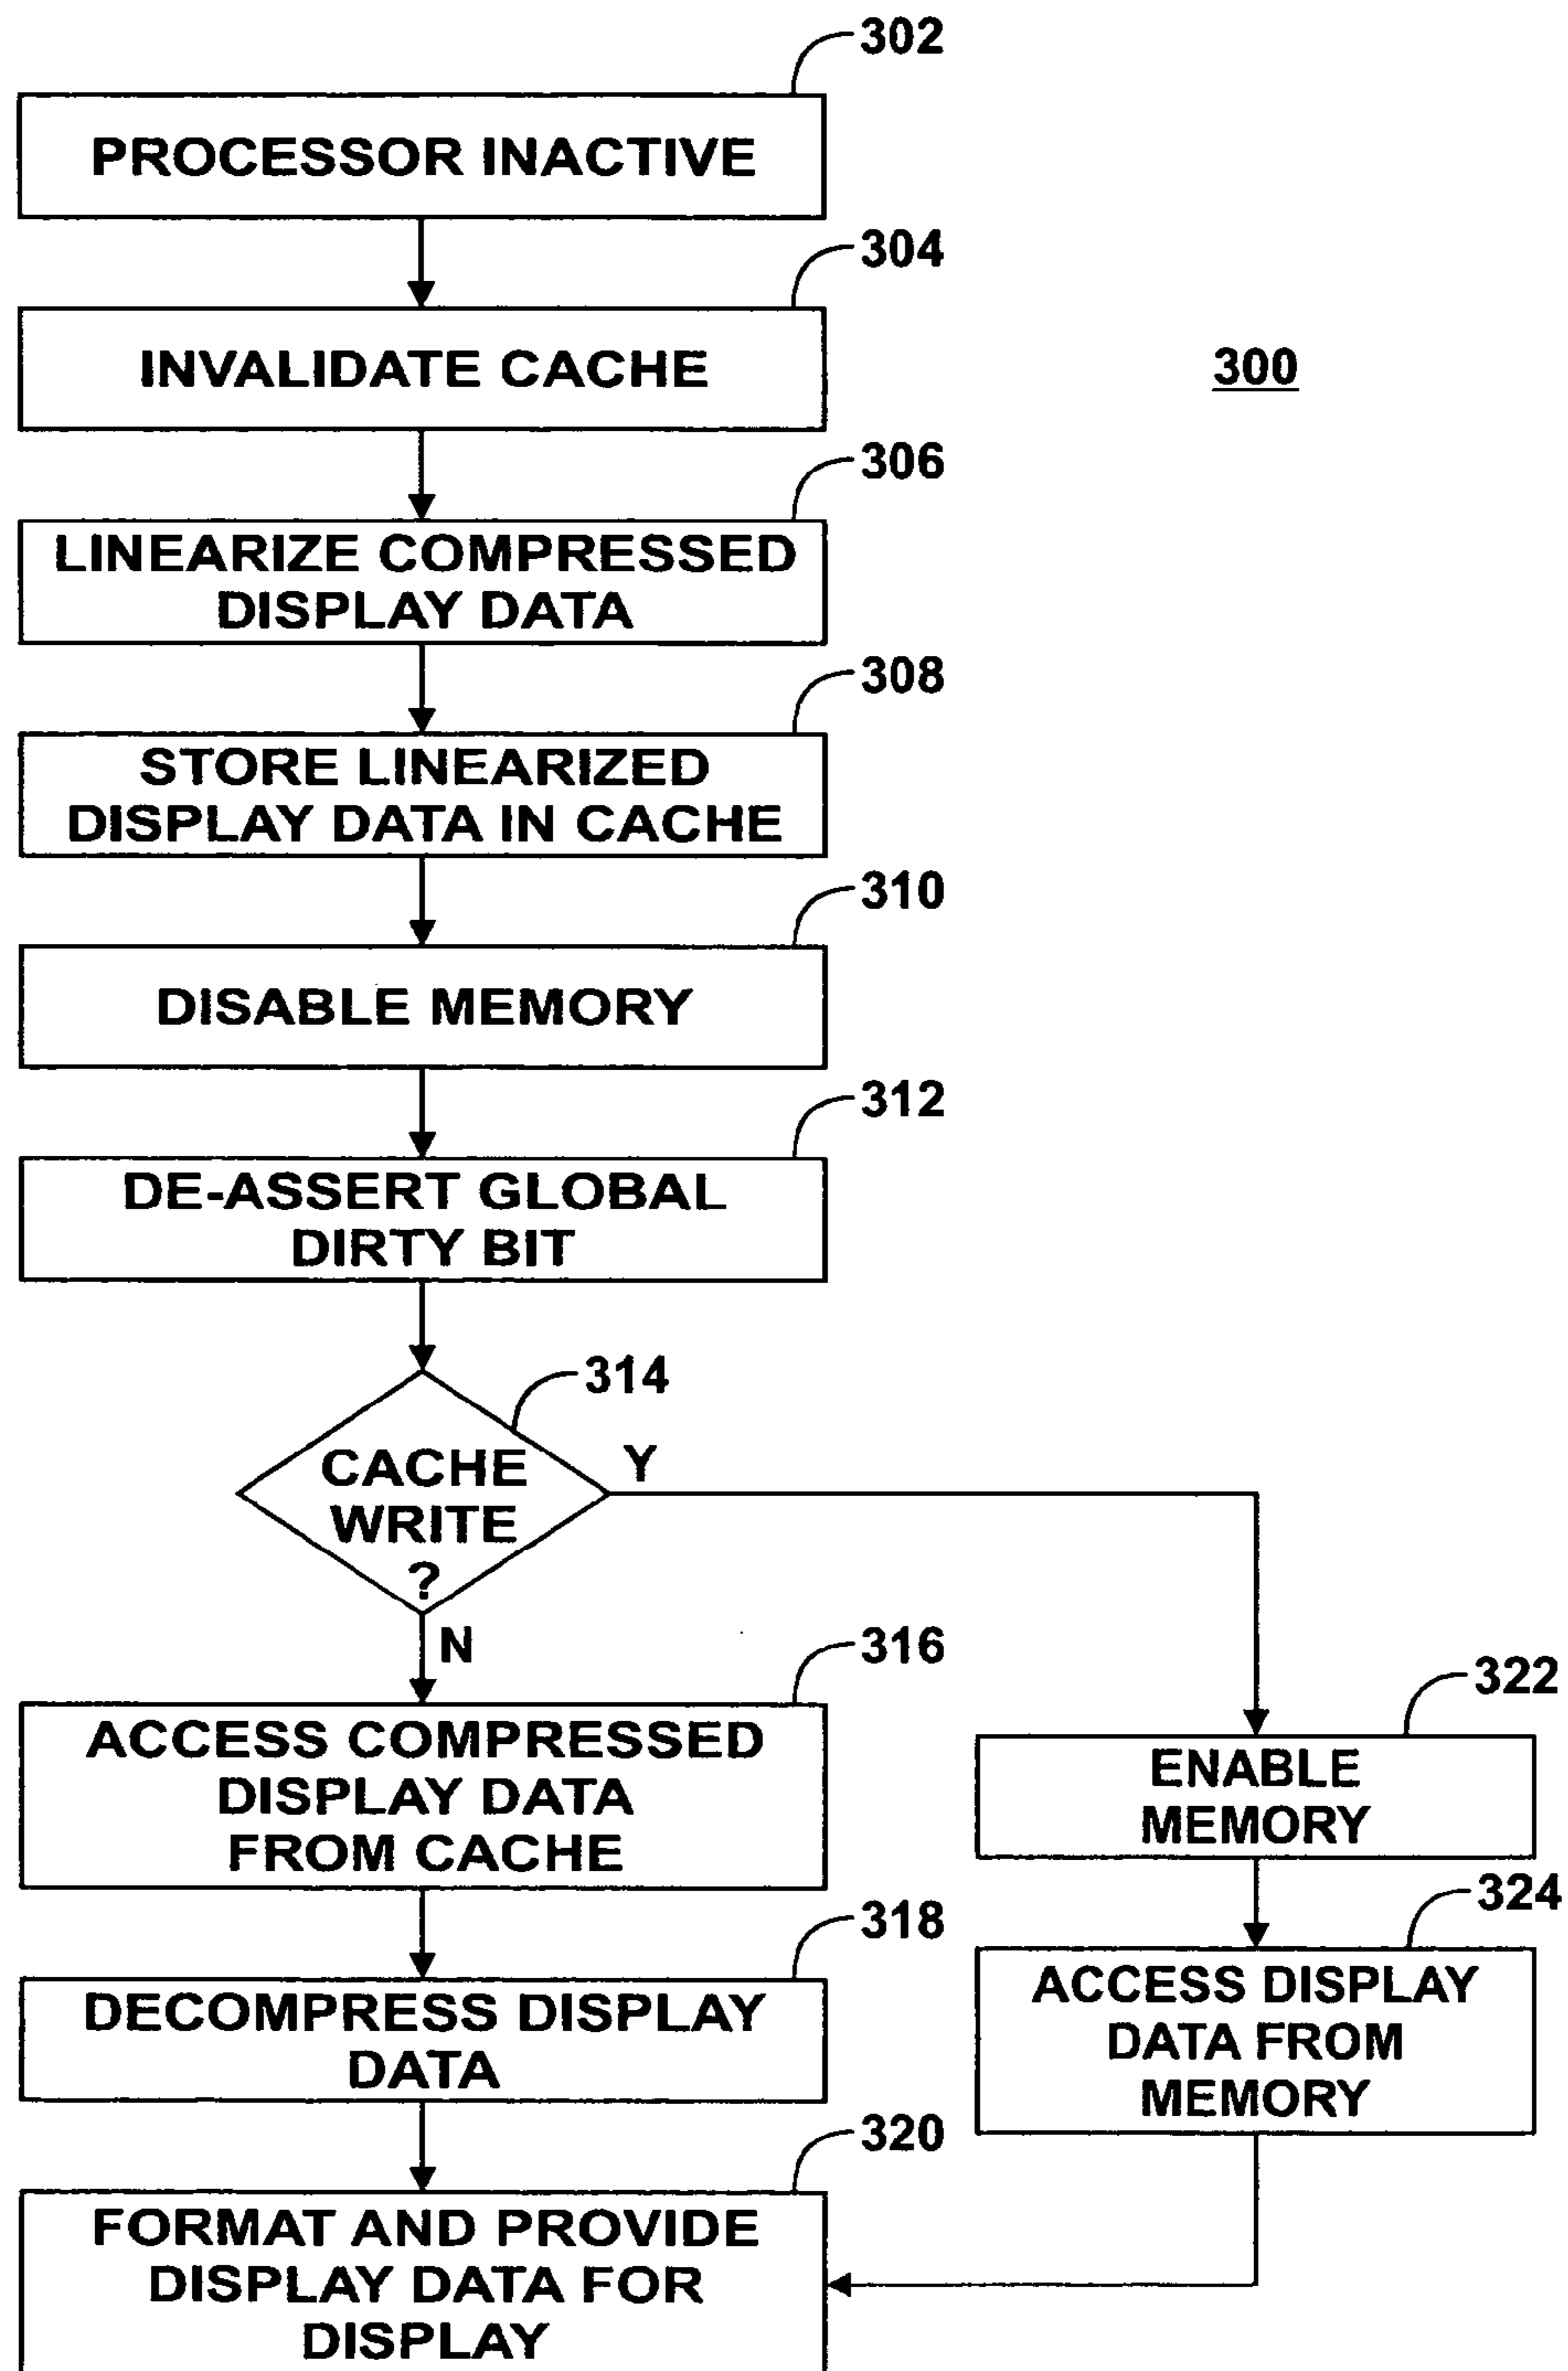 302
PROCESSOR INACTIVE
304
INVALIDATE CACHE
300
306
LINEARIZE COMPRESSED
DISPLAY DATA
308
STORE LINEARIZED
DISPLAY DATA IN CACHE
310
DISABLE MEMORY
312
DE-ASSERT GLOBAL
DIRTY BIT
314
CACHE
WRITE
?
Y
N
316
ACCESS COMPRESSED
DISPLAY DATA
FROM CACHE
322
ENABLE
MEMORY
318
DECOMPRESS DISPLAY
DATA
324
ACCESS DISPLAY
DATA FROM
MEMORY
320
FORMAT AND PROVIDE
DISPLAY DATA FOR
DISPLAY